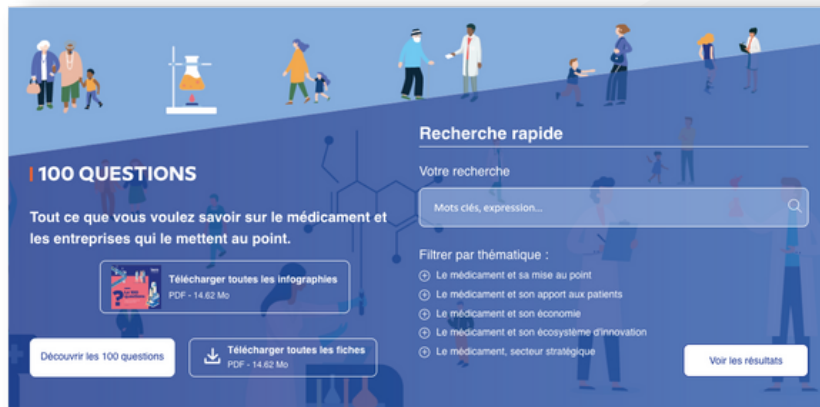 100 QUESTIONS
Tout ce que vous voulez savoir sur le médicament et
les entreprises qui le mettent au point.
Télécharger toutes les infographies
PDF - 14.62 Mo
Découvrir les 100 questions
Télécharger toutes les fiches
PDF - 14.62 Mo
Recherche rapide
Votre recherche
Mots clés, expression...
Filtrer par thématique :
Le médicament et sa mise au point
Le médicament et son apport aux patients
Le médicament et son économie
Le médicament et son écosystème d'innovation
Le médicament, secteur stratégique
Voir les résultats